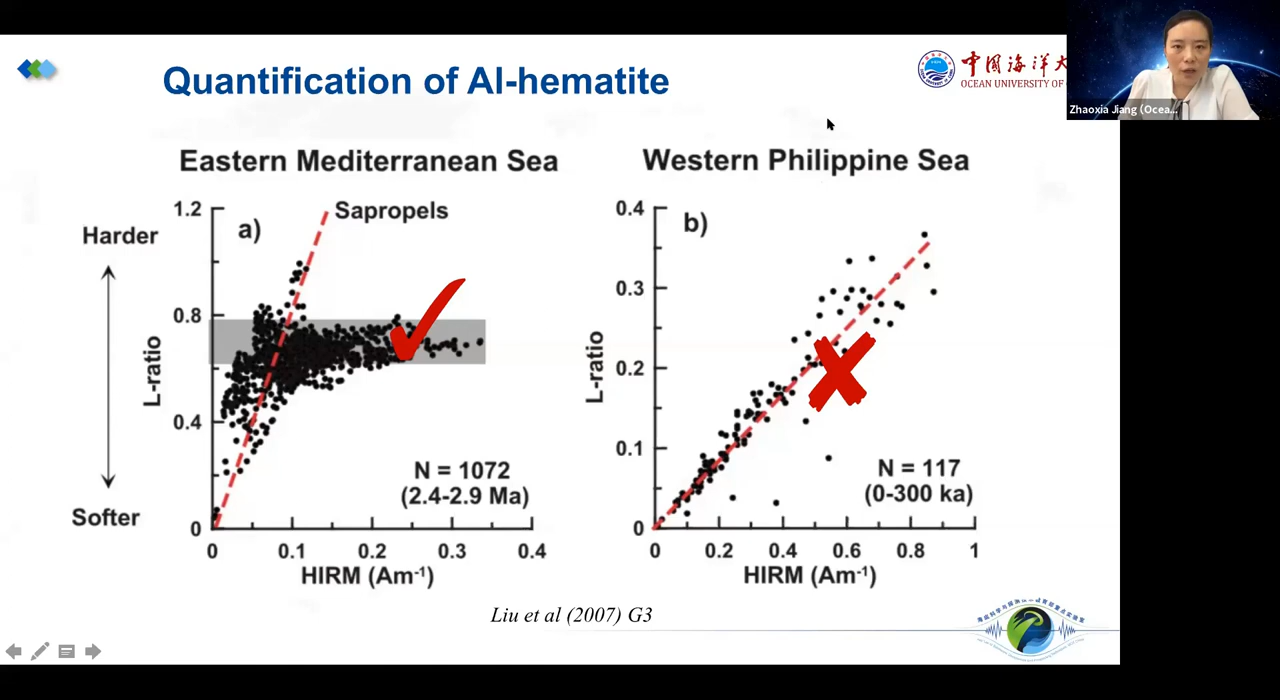 Quantification of Al-hematite
中国海洋大
OCEAN UNIVERSITY OF
Zhaoxia Jiang (Ocea...
Eastern Mediterranean Sea
Western Philippine Sea
1.2
Sapropels
a)
Harder
0.8
L-ratio
0.4
Softer
N = 1072
(2.4-2.9 Ma)
0
0
0.1
0.2
0.3
0.4
HIRM (Am-1)
0.4
b)
0.3
L-ratio
0.2
0.1
N = 117
(0-300 ka)
0
0
0.2
0.4
0.6
0.8
1
HIRM (Am-1)
Liu et al (2007) G3